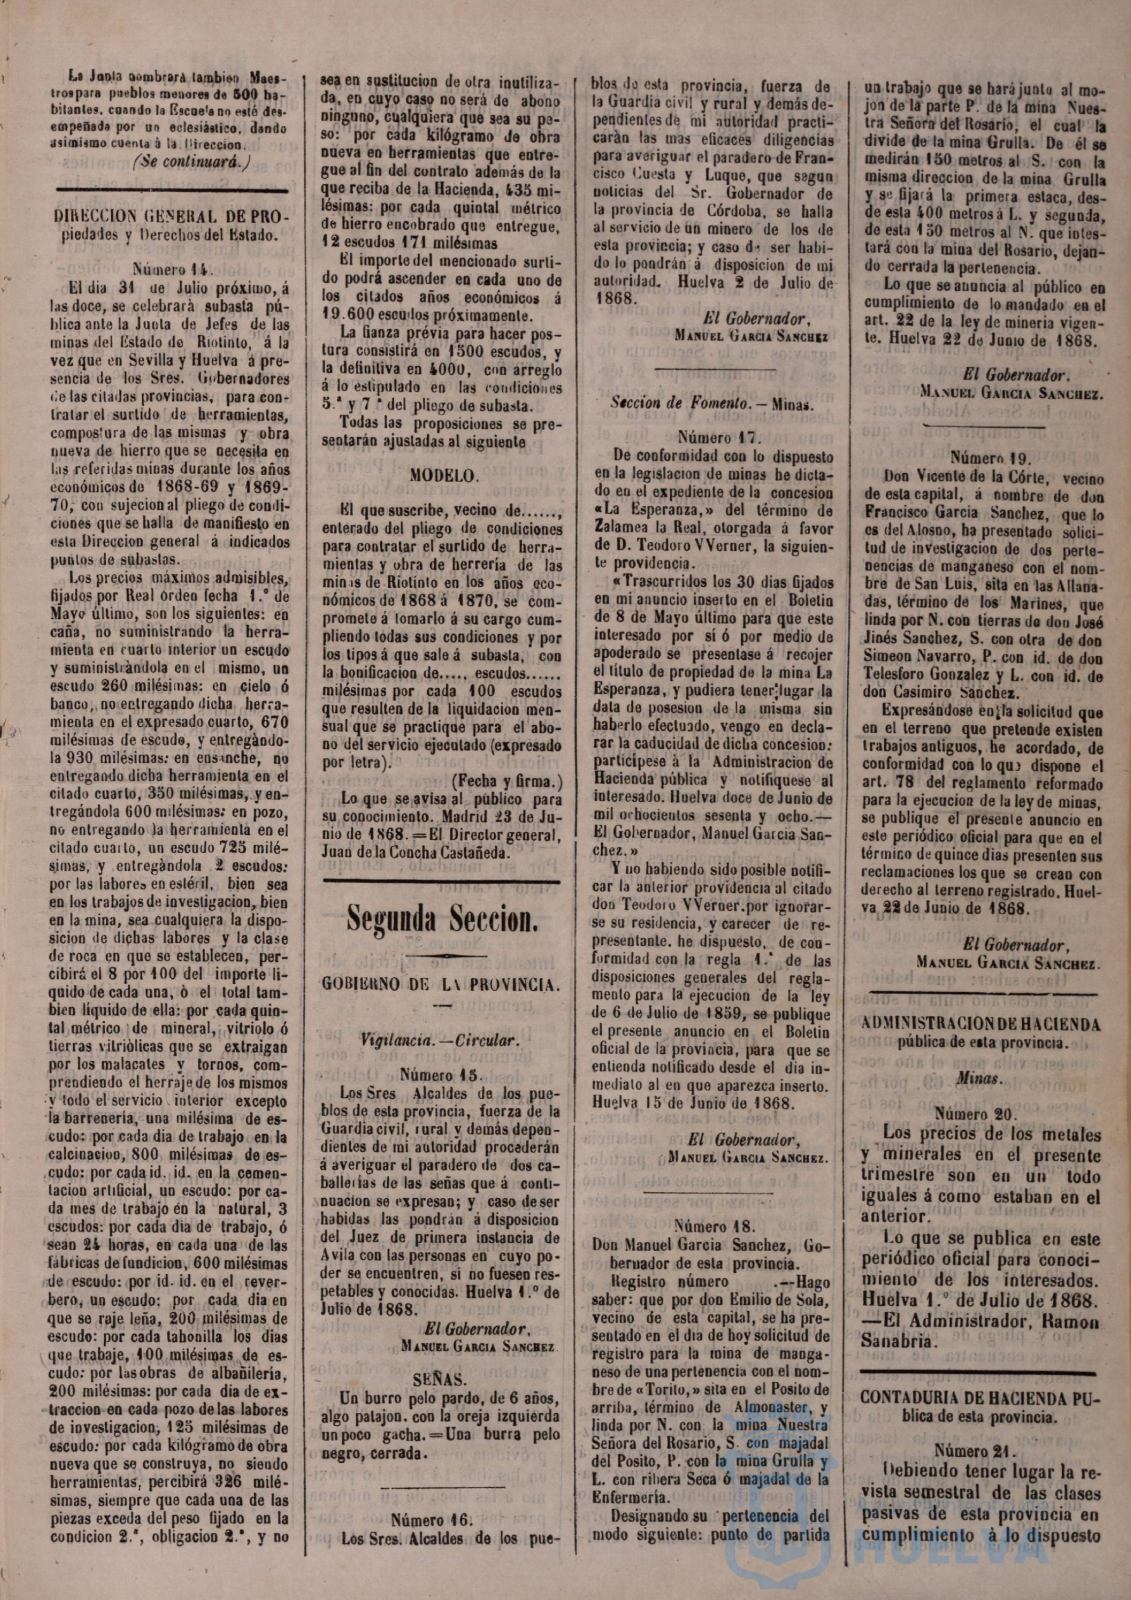 La Junta nombrará tambien Maes-
tros para pueblos menores de 500 ha-
bitantes, cuando la Escuela no esté des-
empeñada por un eclesiástico, dando
asimismo cuenta á la Direccion.
(Se continuará.)
DIRECCION GENERAL DE PRO-
piedades y Derechos del Estado.
Número 14.
El dia 31 de Julio próximo, á
las doce, se celebrará subasta pú-
blica ante la Junta de Jefes de las
minas del Estado de Riotinto, á la
vez que en Sevilla y Huelva á pre-
sencia de los Sres. Gobernadores
de las citadas provincias, para con-
tratar el surtido de herramientas,
compostura de las mismas y obra
nueva de hierro que se necesita en
las referidas minas durante los años
económicos de 1868-69 y 1869-
70, con sujecion al pliego de condi-
ciones que se halla de manifiesto en
esta Direccion general á indicados
puntos de subastas.
Los precios máximos admisibles,
fijados por Real órden fecha 1.º de
Mayo último, son los siguientes: en
caña, no suministrando la herra-
mienta en cuarto interior un escudo
y suministrándola en el mismo, un
escudo 260 milésimas: en cielo ó
banco, no entregando dicha herra-
mienta en el expresado cuarto, 670
milésimas de escudo, y entregándo-
la 930 milésimas: en ensanche, no
entregando dicha herramienta en el
citado cuarto, 350 milésimas, y en-
tregándola 600 milésimas: en pozo,
no entregando la herramienta en el
citado cuarto, un escudo 725 milé-
simas, y entregándola 2 escudos:
por las labores en estéril, bien sea
en los trabajos de investigacion, bien
en la mina, sea cualquiera la dispo-
sicion de dichas labores y la clase
de roca en que se establecen, per-
cibirá el 8 por 100 del importe lí-
quido de cada una, ó el total tam-
bien líquido de ella: por cada quin-
tal métrico de mineral, vitriolo ó
tierras vitriólicas que se extraigan
por los malacates y tornos, com-
prendiendo el herraje de los mismos
y todo el servicio interior excepto
la barrenería, una milésima de es-
cudo: por cada dia de trabajo en la
calcinacion, 800 milésimas de es-
cudo: por cada id. id. en la cemen-
tacion artificial, un escudo: por ca-
da mes de trabajo en la natural, 3
escudos: por cada dia de trabajo, ó
sean 24 horas, en cada una de las
fábricas de fundicion, 600 milésimas
de escudo: por id. id. en el rever-
bero, un escudo: por cada dia en
que se raje leña, 200 milésimas de
escudo: por cada tahonilla los dias
que trabaje, 100 milésimas de es-
cudo: por las obras de albañilería,
200 milésimas: por cada dia de ex-
traccion en cada pozo de las labores
de investigacion, 125 milésimas de
escudo: por cada kilógramo de obra
nueva que se construya, no siendo
herramientas, percibirá 326 milé-
simas, siempre que cada una de las
piezas exceda del peso fijado en la
condicion 2.ª, obligacion 2.ª, y no
sea en sustitucion de otra inutiliza-
da, en cuyo caso no será de abono
ninguno, cualquiera que sea su pe-
so: por cada kilógramo de obra
nueva en herramientas que entre-
gue al fin del contrato además de la
que reciba de la Hacienda, 435 mi-
lésimas: por cada quintal métrico
de hierro encobrado que entregue,
12 escudos 171 milésimas
El importe del mencionado surti-
do podrá ascender en cada uno de
los citados años económicos á
19.600 escudos próximamente.
La fianza prévia para hacer pos-
tura consistirá en 1500 escudos, y
la definitiva en 4000, con arreglo
á lo estipulado en las condiciones
5.ª y 7.ª del pliego de subasta.
Todas las proposiciones se pre-
sentarán ajustadas al siguiente
MODELO.
El que suscribe, vecino de......,
enterado del pliego de condiciones
para contratar el surtido de herra-
mientas y obra de herrería de las
minas de Riotinto en los años eco-
nómicos de 1868 á 1870, se com-
promete á tomarlo á su cargo cum-
pliendo todas sus condiciones y por
los tipos á que sale á subasta, con
la bonificacion de...., escudos......
milésimas por cada 100 escudos
que resulten de la liquidacion men-
sual que se practique para el abo-
no del servicio ejecutado (expresado
por letra).
(Fecha y firma.)
Lo que se avisa al público para
su conocimiento. Madrid 23 de Ju-
nio de 1868.=El Director general,
Juan de la Concha Castañeda.
Segunda Seccion.
GOBIERNO DE LA PROVINCIA.
Vigilancia.—Circular.
Número 15.
Los Sres Alcaldes de los pue-
blos de esta provincia, fuerza de la
Guardia civil, rural y demás depen-
dientes de mi autoridad procederán
á averiguar el paradero de dos ca-
ballerías de las señas que á conti-
nuacion se expresan; y caso de ser
habidas las pondrán á disposicion
del Juez de primera instancia de
Avila con las personas en cuyo po-
der se encuentren, si no fuesen res-
petables y conocidas. Huelva 1.º de
Julio de 1868.
El Gobernador,
MANUEL GARCIA SANCHEZ
SEÑAS.
Un burro pelo pardo, de 6 años,
algo patajon, con la oreja izquierda
un poco gacha.=Una burra pelo
negro, cerrada.
Número 16.
Los Sres. Alcaldes de los pue-
blos de esta provincia, fuerza de
la Guardia civil y rural y demás de-
pendientes de mi autoridad practi-
carán las mas eficaces diligencias
para averiguar el paradero de Fran-
cisco Cuesta y Luque, que segun
noticias del Sr. Gobernador de
la provincia de Córdoba, se halla
al servicio de un minero de los de
esta provincia; y caso de ser habi-
do lo pondrán á disposicion de mi
autoridad. Huelva 2 de Julio de
1868.
El Gobernador,
MANUEL GARCIA SANCHEZ
Seccion de Fomento.—Minas.
Número 17.
De conformidad con lo dispuesto
en la legislacion de minas he dicta-
do en el expediente de la concesion
«La Esperanza,» del término de
Zalamea la Real, otorgada á favor
de D. Teodoro VVerner, la siguien-
te providencia.
«Trascurridos los 30 dias fijados
en mi anuncio inserto en el Boletin
de 8 de Mayo último para que este
interesado por sí ó por medio de
apoderado se presentase á recojer
el título de propiedad de la mina La
Esperanza, y pudiera tener lugar la
data de posesion de la misma sin
haberlo efectuado, vengo en decla-
rar la caducidad de dicha concesion:
participese á la Administracion de
Hacienda pública y notifíquese al
interesado. Huelva doce de Junio de
mil ochocientos sesenta y ocho.—
El Gobernador, Manuel Garcia San-
chez.»
Y no habiendo sido posible notifi-
car la anterior providencia al citado
don Teodoro VVerner por ignorar-
se su residencia, y carecer de re-
presentante, he dispuesto, de con-
formidad con la regla 1.ª de las
disposiciones generales del regla-
mento para la ejecucion de la ley
de 6 de Julio de 1859, se publique
el presente anuncio en el Boletin
oficial de la provincia, para que se
entienda notificado desde el dia in-
mediato al en que aparezca inserto.
Huelva 15 de Junio de 1868.
El Gobernador,
MANUEL GARCIA SANCHEZ.
Número 18.
Don Manuel Garcia Sanchez, Go-
bernador de esta provincia.
Registro número .—Hago
saber: que por don Emilio de Sola,
vecino de esta capital, se ha pre-
sentado en el dia de hoy solicitud de
registro para la mina de manga-
neso de una pertenencia con el nom-
bre de «Torito,» sita en el Posito de
arriba, término de Almonaster, y
linda por N. con la mina Nuestra
Señora del Rosario, S. con majadal
del Posito, P. con la mina Grulla y
L. con ribera Seca ó majadal de la
Enfermería.
Designando su pertenencia del
modo siguiente: punto de partida
un trabajo que se hará junto al mo-
jon de la parte P. de la mina Nues-
tra Señora del Rosario, el cual la
divide de la mina Grulla. De él se
medirán 150 metros al S. con la
misma direccion de la mina Grulla
y se fijará la primera estaca, des-
de esta 400 metros á L. y segunda,
de esta 150 metros al N. que intes-
tará con la mina del Rosario, dejan-
do cerrada la pertenencia.
Lo que se anuncia al público en
cumplimiento de lo mandado en el
art. 22 de la ley de minería vigen-
te. Huelva 22 de Junio de 1868.
El Gobernador.
MANUEL GARCIA SANCHEZ.
Número 19.
Don Vicente de la Córte, vecino
de esta capital, á nombre de don
Francisco Garcia Sanchez, que lo
es del Alosno, ha presentado solici-
tud de investigacion de dos perte-
nencias de manganeso con el nom-
bre de San Luis, sita en las Allana-
das, término de los Marines, que
linda por N. con tierras de don José
Jinés Sanchez, S. con otra de don
Simeon Navarro, P. con id. de don
Telesforo Gonzalez y L. con id. de
don Casimiro Sanchez.
Expresándose en la solicitud que
en el terreno que pretende existen
trabajos antiguos, he acordado, de
conformidad con lo que dispone el
art. 78 del reglamento reformado
para la ejecucion de la ley de minas,
se publique el presente anuncio en
este periódico oficial para que en el
término de quince dias presenten sus
reclamaciones los que se crean con
derecho al terreno registrado. Huel-
va 22 de Junio de 1868.
El Gobernador,
MANUEL GARCIA SANCHEZ.
ADMINISTRACION DE HACIENDA
pública de esta provincia.
Minas.
Número 20.
Los precios de los metales
y minerales en el presente
trimestre son en un todo
iguales á como estaban en el
anterior.
Lo que se publica en este
periódico oficial para conoci-
miento de los interesados.
Huelva 1.º de Julio de 1868.
—El Administrador, Ramon
Sanabria.
CONTADURIA DE HACIENDA PU-
blica de esta provincia.
Número 21.
Debiendo tener lugar la re-
vista semestral de las clases
pasivas de esta provincia en
cumplimiento á lo dispuesto
HUELVA